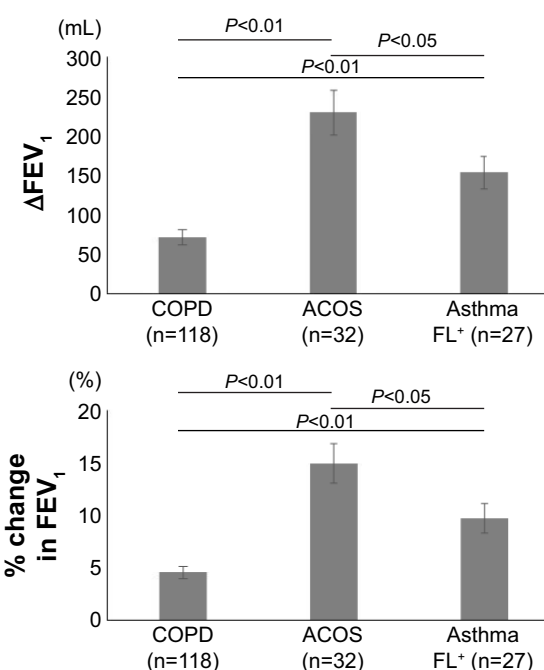 (mL)
P<0.01
P<0.05
P<0.01
300
250
200
150
100
50
0
ΔFEV₁
COPD
(n=118)
ACOS
(n=32)
Asthma
FL⁺ (n=27)
(%)
P<0.01
P<0.05
P<0.01
20
15
10
5
0
% change
in FEV₁
COPD
(n=118)
ACOS
(n=32)
Asthma
FL⁺ (n=27)